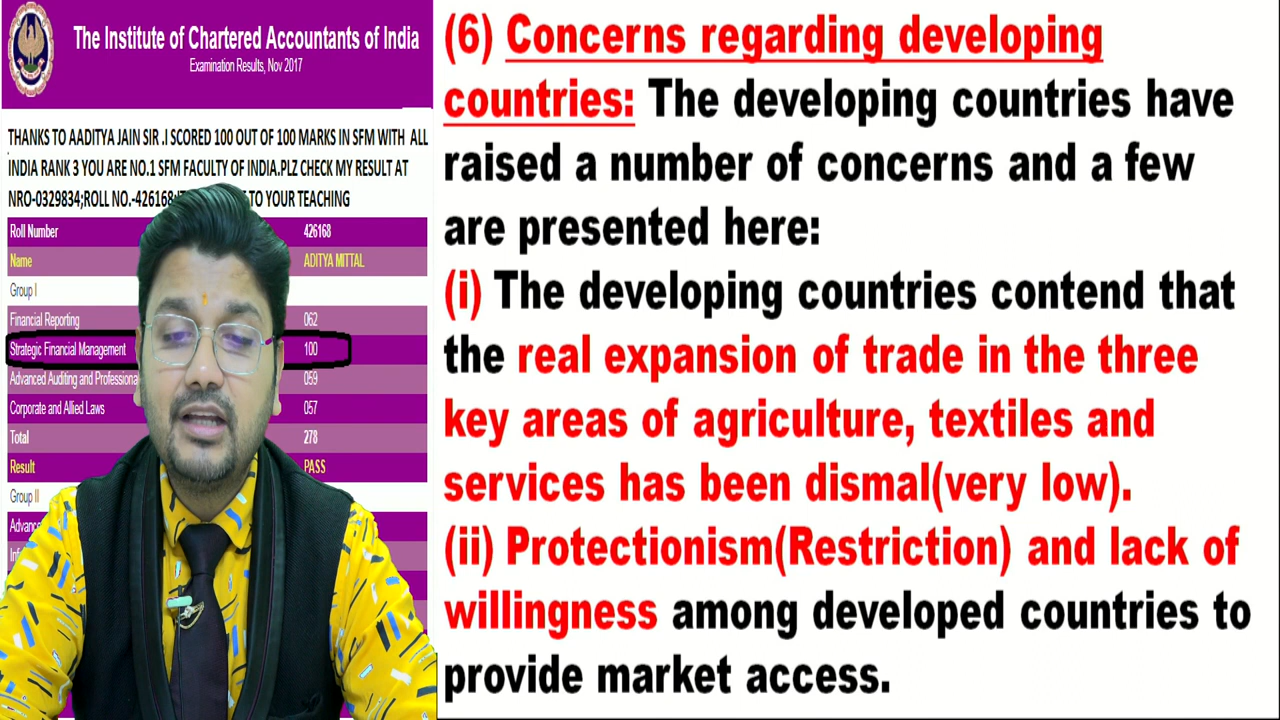 The Institute of Chartered Accountants of India
Examination Results, Nov 2017
THANKS TO AADITYA JAIN SIR .I SCORED 100 OUT OF 100 MARKS IN SFM WITH ALL
INDIA RANK 3 YOU ARE NO.1 SFM FACULTY OF INDIA.PLZ CHECK MY RESULT AT
NRO-0329834;ROLL NO.-426168 TO YOUR TEACHING
Roll Number 426168
Name ADITYA MITTAL
Group I
Financial Reporting 062
Strategic Financial Management 100
Advanced Auditing and Professiona 059
Corporate and Allied Laws 057
Total 278
Result PASS
Group II
(6) Concerns regarding developing
countries: The developing countries have
raised a number of concerns and a few
are presented here:
(i) The developing countries contend that
the real expansion of trade in the three
key areas of agriculture, textiles and
services has been dismal(very low).
(ii) Protectionism(Restriction) and lack of
willingness among developed countries to
provide market access.